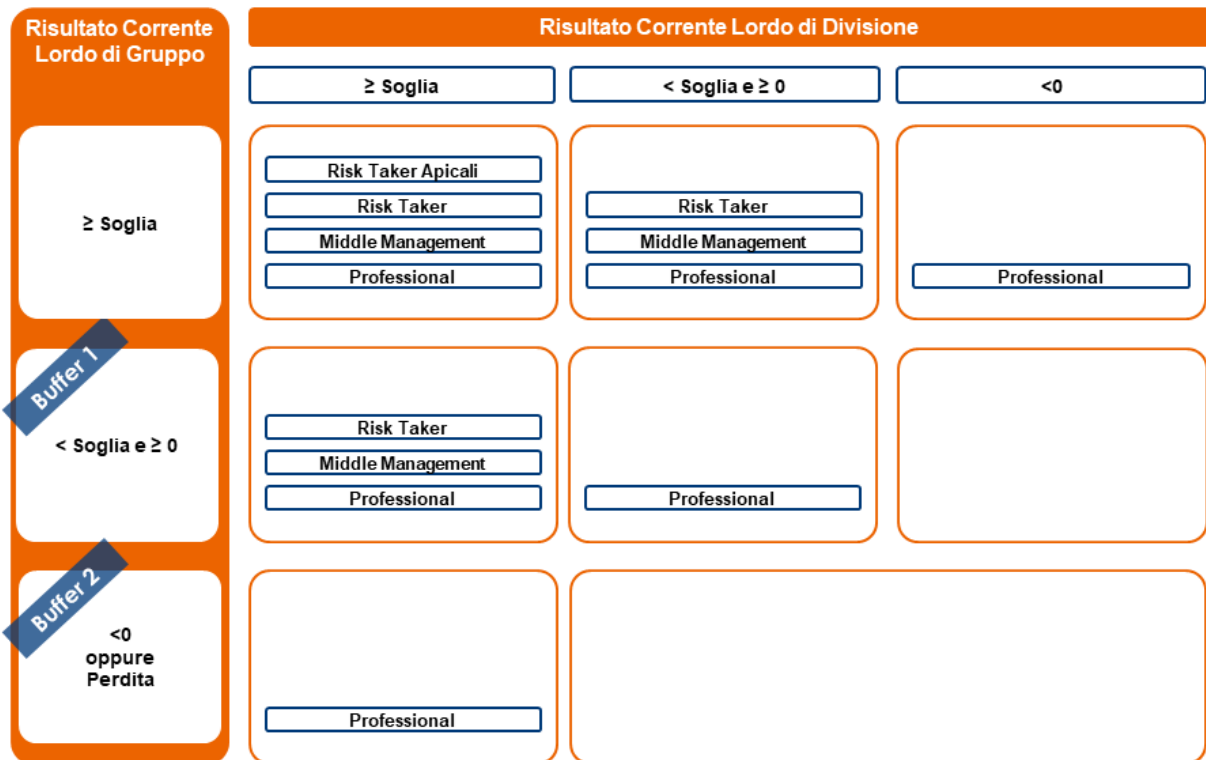 Risultato Corrente
Lordo di Gruppo
Risultato Corrente Lordo di Divisione
≥ Soglia
< Soglia e ≥ 0
<0
≥ Soglia
Risk Taker Apicali
Risk Taker
Middle Management
Professional
Risk Taker
Middle Management
Professional
Professional
Buffer 1
< Soglia e ≥ 0
Risk Taker
Middle Management
Professional
Professional
Buffer 2
<0
oppure
Perdita
Professional